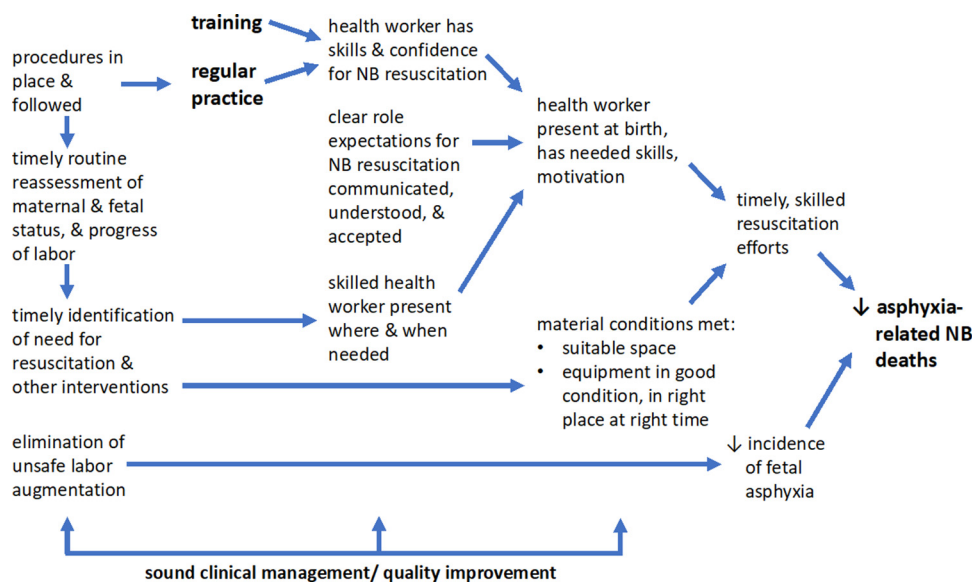 training
regular
practice
health worker has
skills & confidence
for NB resuscitation
procedures in
place &
followed
clear role
expectations for
NB resuscitation
communicated,
understood, &
accepted
health worker
present at birth,
has needed skills,
motivation
timely routine
reassessment of
maternal & fetal
status, & progress
of labor
timely, skilled
resuscitation
efforts
skilled health
worker present
where & when
needed
timely identification
of need for
resuscitation &
other interventions
material conditions met:
• suitable space
• equipment in good
condition, in right
place at right time
↓ asphyxia-
related NB
deaths
elimination of
unsafe labor
augmentation
↓ incidence
of fetal
asphyxia
sound clinical management/ quality improvement